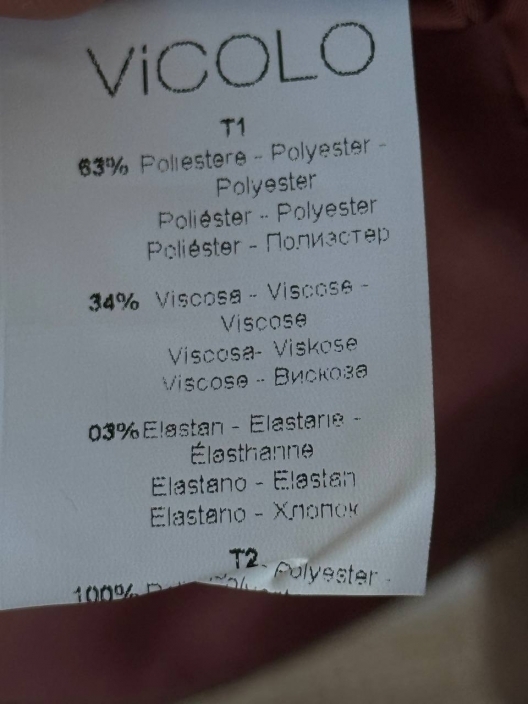 ViCOLO
T1
63% Poliestere - Polyester -
Polyester
Poliéster - Polyester
Poliéster - Полиэстер
34% Viscosa - Viscose -
Viscose
Viscosa- Viskose
Viscose - Вискоза
03% Elastan - Elastane -
Élasthanne
Elastano - Elastan
Elastano - Хлопок
T2
100% Polyester -